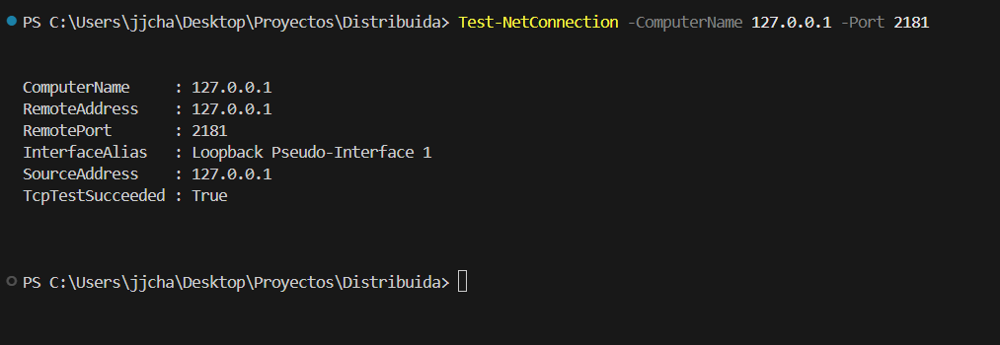 PS C:\Users\jjcha\Desktop\Proyectos\Distribuida> Test-NetConnection -ComputerName 127.0.0.1 -Port 2181
ComputerName     : 127.0.0.1
RemoteAddress    : 127.0.0.1
RemotePort       : 2181
InterfaceAlias   : Loopback Pseudo-Interface 1
SourceAddress    : 127.0.0.1
TcpTestSucceeded : True
PS C:\Users\jjcha\Desktop\Proyectos\Distribuida>